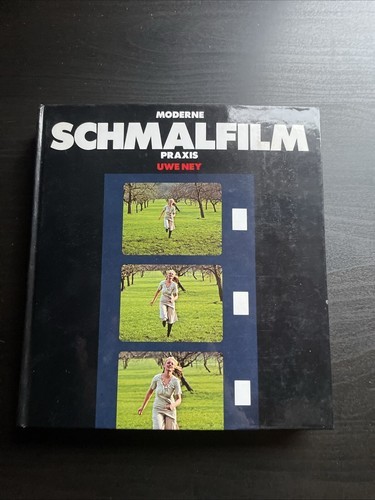 MODERNE
SCHMALFILM
PRAXIS
UWE NEY